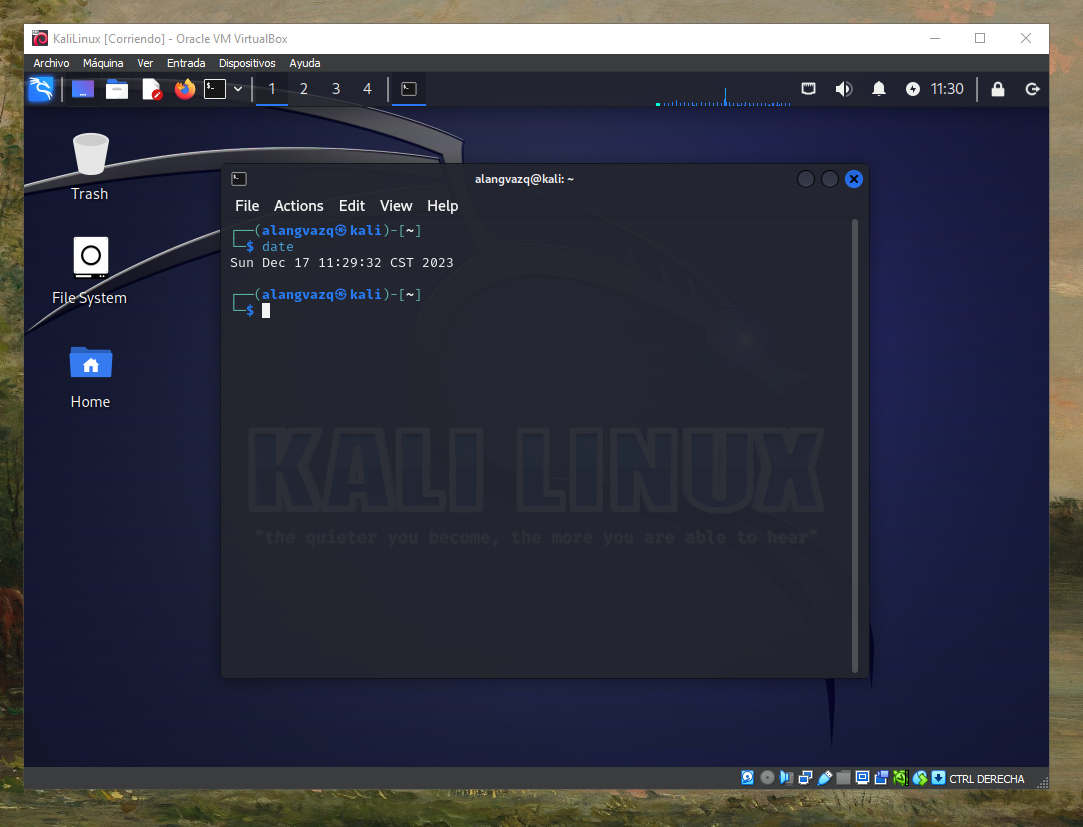 KaliLinux [Corriendo] - Oracle VM VirtualBox
Archivo Máquina Ver Entrada Dispositivos Ayuda
1 2 3 4 11:30
Trash
File System
Home
alangvazq@kali: ~
File Actions Edit View Help
┌──(alangvazq㉿kali)-[~]
└─$ date
Sun Dec 17 11:29:32 CST 2023
┌──(alangvazq㉿kali)-[~]
└─$
KALI LINUX
"the quieter you become, the more you are able to hear"
CTRL DERECHA